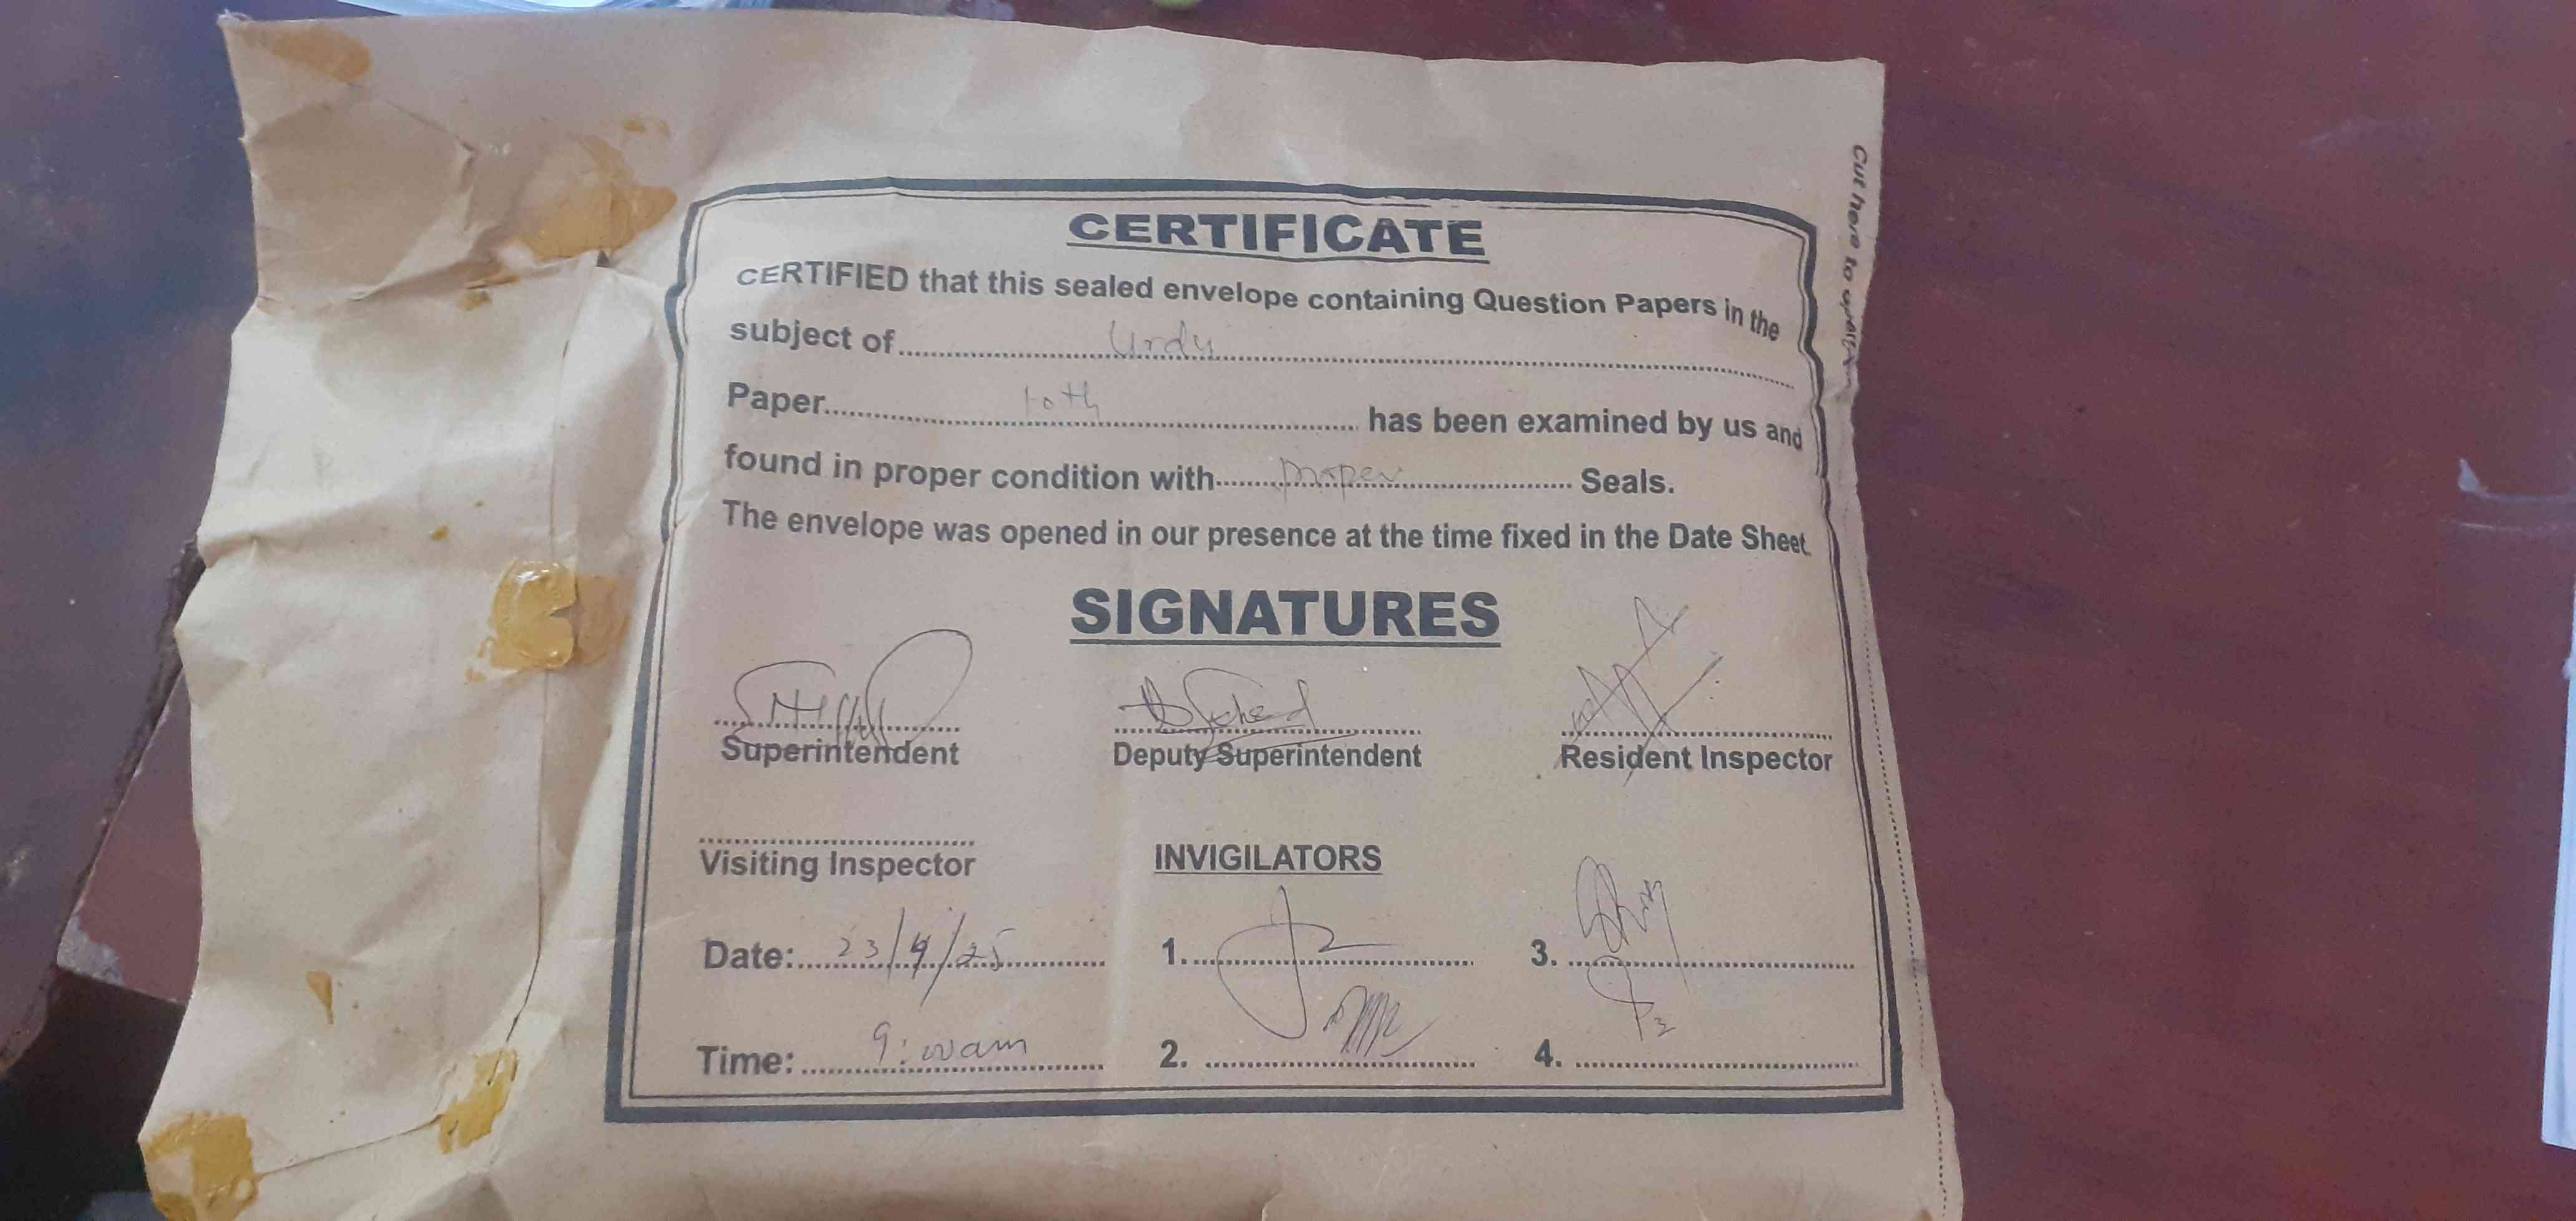 CERTIFICATE
CERTIFIED that this sealed envelope containing Question Papers in the
subject of Urdu
Paper 10th has been examined by us and
found in proper condition with proper Seals.
The envelope was opened in our presence at the time fixed in the Date Sheet.
SIGNATURES
Superintendent Deputy Superintendent Resident Inspector
Visiting Inspector INVIGILATORS
Date: 23/4/25 1. 3.
Time: 9:00am 2. 4.
Cut here to open